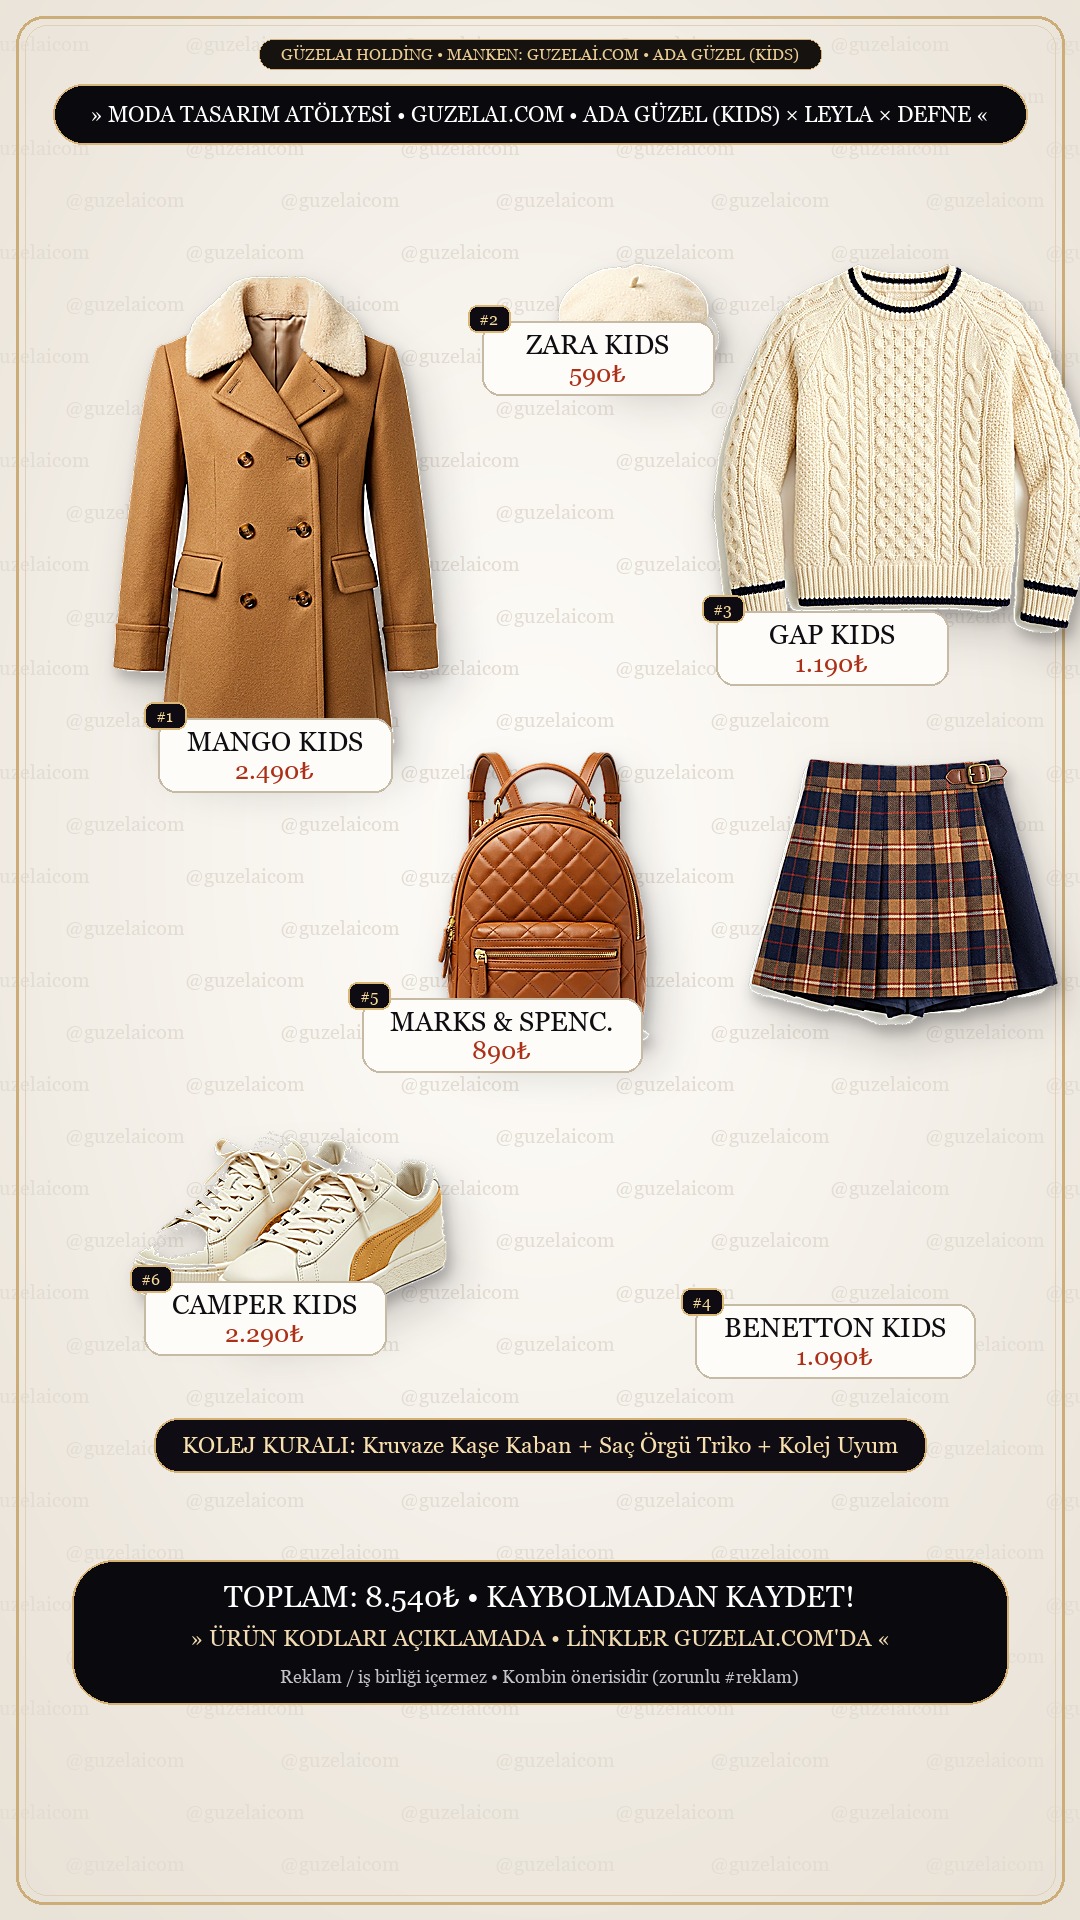 GÜZELAI HOLDİNG • MANKEN: GUZELAİ.COM • ADA GÜZEL (KİDS)
» MODA TASARIM ATÖLYESİ • GUZELAI.COM • ADA GÜZEL (KIDS) × LEYLA × DEFNE «
#2
ZARA KIDS
590₺
#3
GAP KIDS
1.190₺
#1
MANGO KIDS
2.490₺
#5
MARKS & SPENC.
890₺
#6
CAMPER KIDS
2.290₺
#4
BENETTON KIDS
1.090₺
KOLEJ KURALI: Kruvaze Kaşe Kaban + Saç Örgü Triko + Kolej Uyum
TOPLAM: 8.540₺ • KAYBOLMADAN KAYDET!
» ÜRÜN KODLARI AÇIKLAMADA • LİNKLER GUZELAI.COM'DA «
Reklam / iş birliği içermez • Kombin önerisidir (zorunlu #reklam)
@guzelaicom